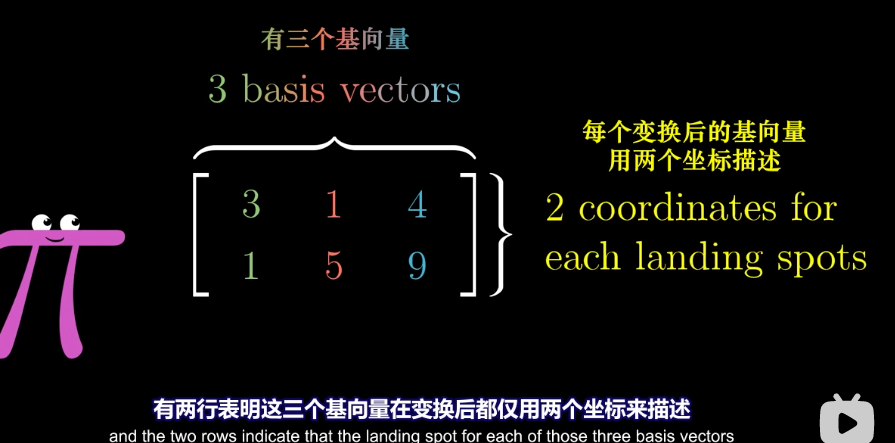 有三个基向量
3 basis vectors
每个变换后的基向量
用两个坐标描述
3 1 4
1 5 9
2 coordinates for
each landing spots
有两行表明这三个基向量在变换后都仅用两个坐标来描述
and the two rows indicate that the landing spot for each of those three basis vectors